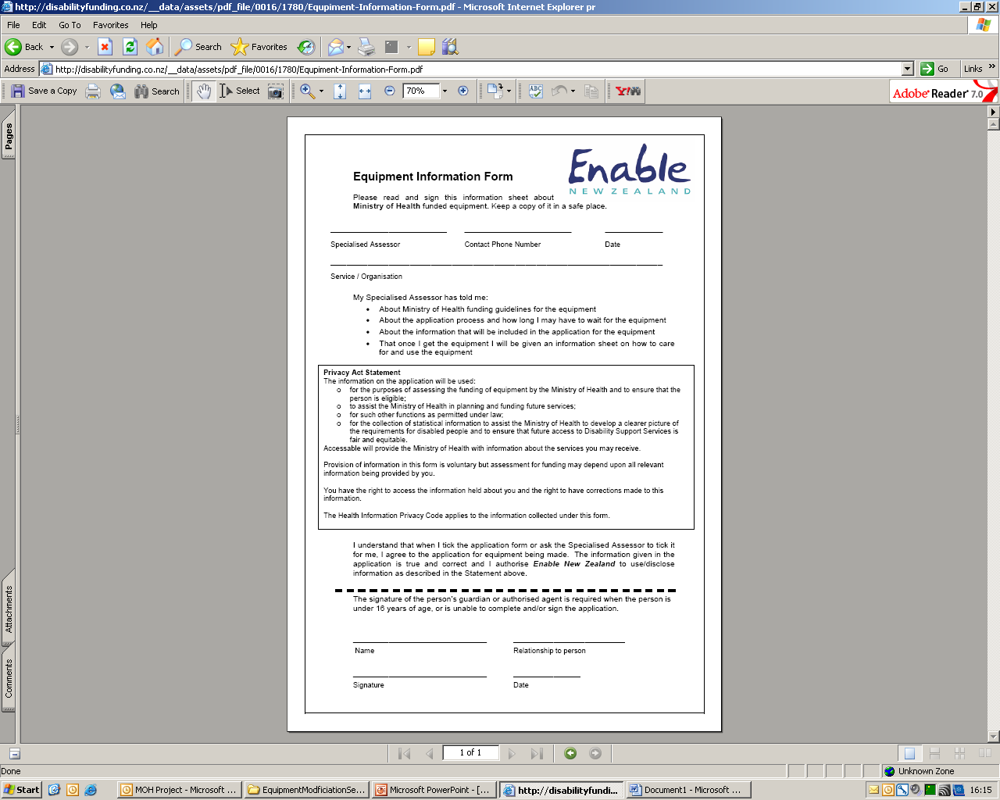 http://disabilityfunding.co.nz/__data/assets/pdf_file/0016/1780/Equpiment-Information-Form.pdf - Microsoft Internet Explorer pr
File Edit Go To Favorites Help
Back Search Favorites
Address http://disabilityfunding.co.nz/__data/assets/pdf_file/0016/1780/Equpiment-Information-Form.pdf Go Links »
Save a Copy Search Select 70% Y! Adobe Reader 7.0
Pages
Attachments
Comments
Enable
NEW ZEALAND
Equipment Information Form
Please read and sign this information sheet about
Ministry of Health funded equipment. Keep a copy of it in a safe place.
Specialised Assessor Contact Phone Number Date
Service / Organisation
My Specialised Assessor has told me:
• About Ministry of Health funding guidelines for the equipment
• About the application process and how long I may have to wait for the equipment
• About the information that will be included in the application for the equipment
• That once I get the equipment I will be given an information sheet on how to care
for and use the equipment
Privacy Act Statement
The information on the application will be used:
o for the purposes of assessing the funding of equipment by the Ministry of Health and to ensure that the
person is eligible;
o to assist the Ministry of Health in planning and funding future services;
o for such other functions as permitted under law;
o for the collection of statistical information to assist the Ministry of Health to develop a clearer picture of
the requirements for disabled people and to ensure that future access to Disability Support Services is
fair and equitable.
Accessable will provide the Ministry of Health with information about the services you may receive.
Provision of information in this form is voluntary but assessment for funding may depend upon all relevant
information being provided by you.
You have the right to access the information held about you and the right to have corrections made to this
information.
The Health Information Privacy Code applies to the information collected under this form.
I understand that when I tick the application form or ask the Specialised Assessor to tick it
for me, I agree to the application for equipment being made. The information given in the
application is true and correct and I authorise Enable New Zealand to use/disclose
information as described in the Statement above.
The signature of the person's guardian or authorised agent is required when the person is
under 16 years of age, or is unable to complete and/or sign the application.
Name Relationship to person
Signature Date
1 of 1
Done Unknown Zone
Start MOH Project - Microsoft ... EquipmentModficiationSe... Microsoft PowerPoint - [... http://disabilityfundi... Document1 - Microsoft ... 16:15